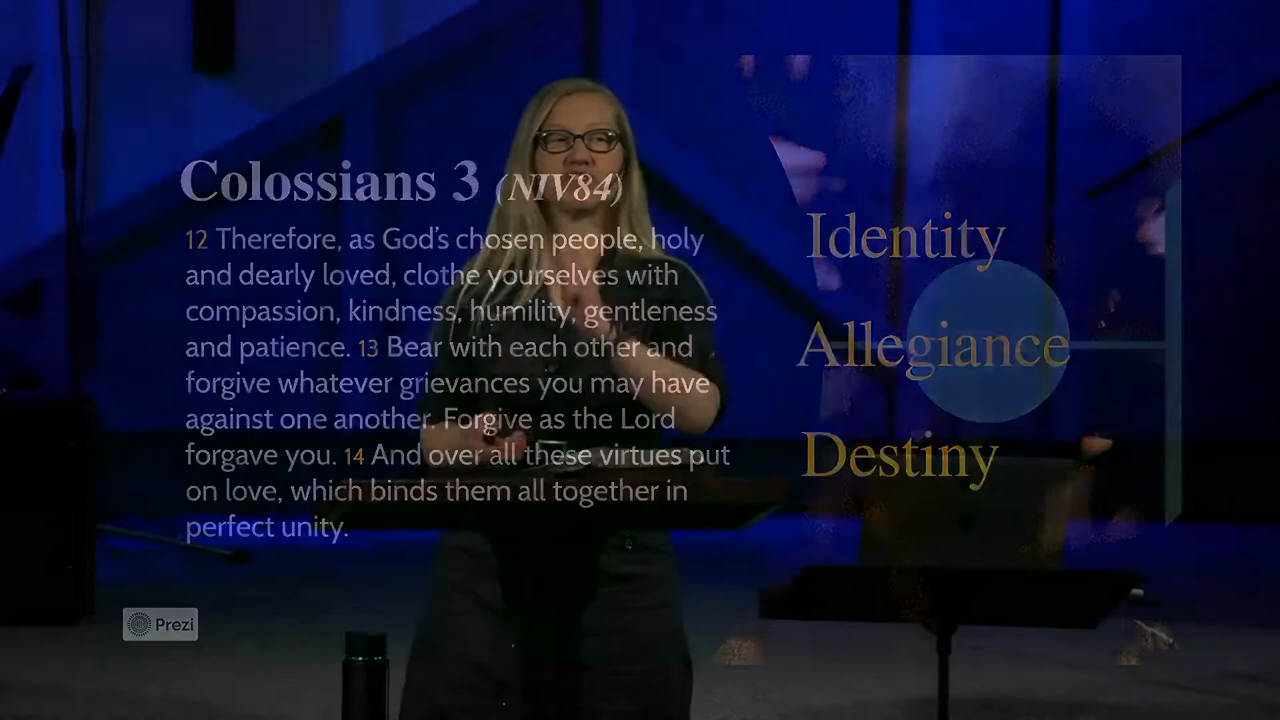 Colossians 3 (NIV84)
12 Therefore, as God's chosen people, holy
and dearly loved, clothe yourselves with
compassion, kindness, humility, gentleness
and patience. 13 Bear with each other and
forgive whatever grievances you may have
against one another. Forgive as the Lord
forgave you. 14 And over all these virtues put
on love, which binds them all together in
perfect unity.
Identity
Allegiance
Destiny
Prezi